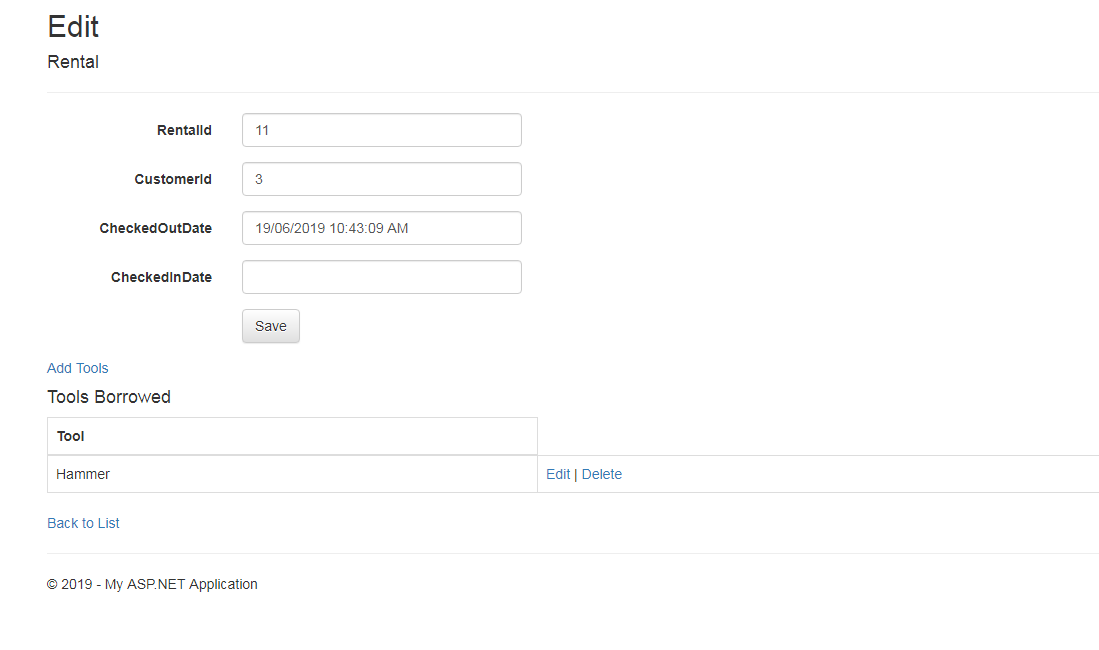 Edit
Rental
RentalId 11
CustomerId 3
CheckedOutDate 19/06/2019 10:43:09 AM
CheckedInDate
Save
Add Tools
Tools Borrowed
Tool
Hammer Edit | Delete
Back to List
© 2019 - My ASP.NET Application